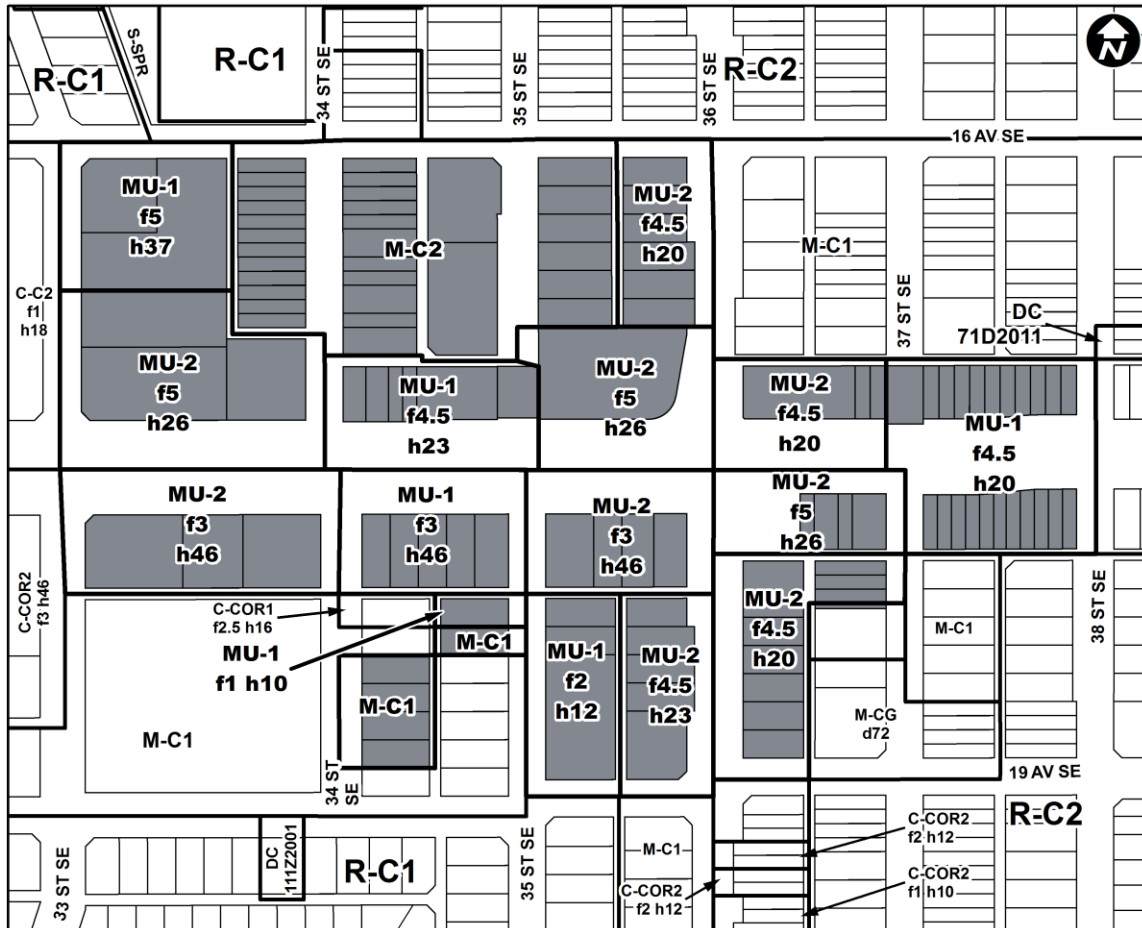 R-C1
S-SPR
R-C1
34 ST SE
35 ST SE
36 ST SE
R-C2
N
16 AV SE
MU-1
f5
h37
M-C2
MU-2
f4.5
h20
M-C1
37 ST SE
DC
71D2011
C-C2
f1
h18
MU-2
f5
h26
MU-1
f4.5
h23
MU-2
f5
h26
MU-2
f4.5
h20
MU-1
f4.5
h20
MU-2
f3
h46
MU-1
f3
h46
MU-2
f3
h46
MU-2
f5
h26
C-COR2
f3 h46
C-COR1
f2.5 h16
MU-1
f1 h10
M-C1
M-C1
M-C1
MU-1
f2
h12
MU-2
f4.5
h23
MU-2
f4.5
h20
M-C1
M-CG
d72
38 ST SE
19 AV SE
34 ST
SE
33 ST SE
DC
111Z2001
R-C1
35 ST SE
M-C1
C-COR2
f2 h12
C-COR2
f2 h12
C-COR2
f1 h10
R-C2